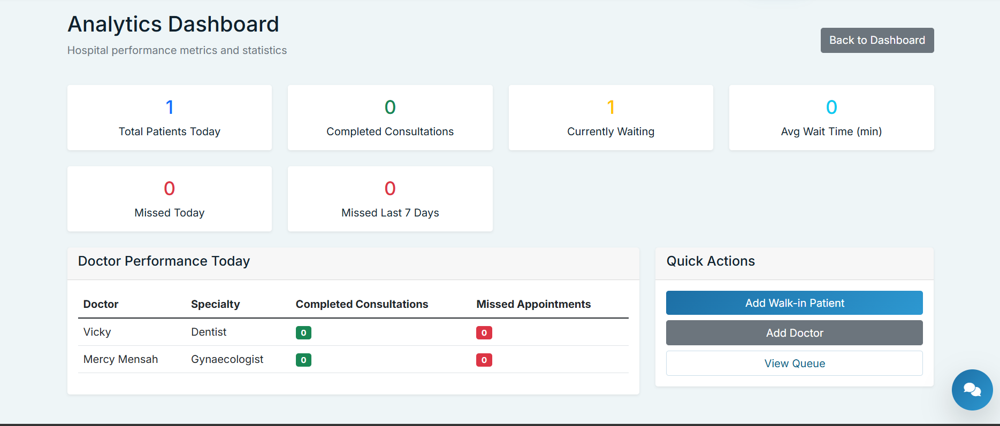 Analytics Dashboard
Hospital performance metrics and statistics
Back to Dashboard
1
Total Patients Today
0
Completed Consultations
1
Currently Waiting
0
Avg Wait Time (min)
0
Missed Today
0
Missed Last 7 Days
Doctor Performance Today
Doctor Specialty Completed Consultations Missed Appointments
Vicky Dentist 0 0
Mercy Mensah Gynaecologist 0 0
Quick Actions
Add Walk-in Patient
Add Doctor
View Queue